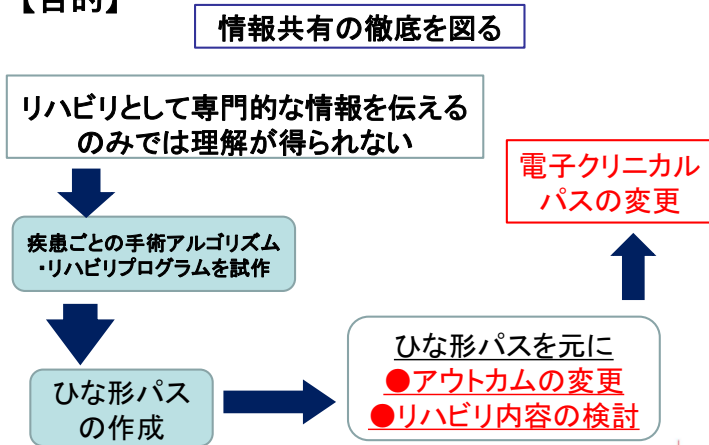 【目的】
情報共有の徹底を図る
リハビリとして専門的な情報を伝える
のみでは理解が得られない
疾患ごとの手術アルゴリズム
・リハビリプログラムを試作
ひな形パス
の作成
ひな形パスを元に
●アウトカムの変更
●リハビリ内容の検討
電子クリニカル
パスの変更